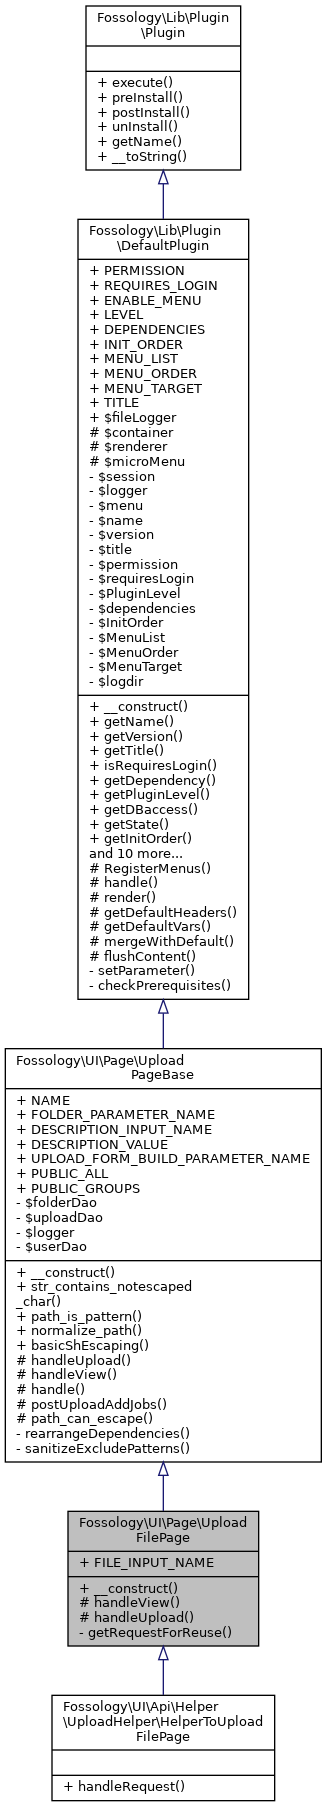 Fossology\Lib\Plugin
\Plugin
+ execute()
+ preInstall()
+ postInstall()
+ unInstall()
+ getName()
+ __toString()
Fossology\Lib\Plugin
\DefaultPlugin
+ PERMISSION
+ REQUIRES_LOGIN
+ ENABLE_MENU
+ LEVEL
+ DEPENDENCIES
+ INIT_ORDER
+ MENU_LIST
+ MENU_ORDER
+ MENU_TARGET
+ TITLE
+ $fileLogger
# $container
# $renderer
# $microMenu
- $session
- $logger
- $menu
- $name
- $version
- $title
- $permission
- $requiresLogin
- $PluginLevel
- $dependencies
- $InitOrder
- $MenuList
- $MenuOrder
- $MenuTarget
- $logdir
+ __construct()
+ getName()
+ getVersion()
+ getTitle()
+ isRequiresLogin()
+ getDependency()
+ getPluginLevel()
+ getDBaccess()
+ getState()
+ getInitOrder()
and 10 more...
# RegisterMenus()
# handle()
# render()
# getDefaultHeaders()
# getDefaultVars()
# mergeWithDefault()
# flushContent()
- setParameter()
- checkPrerequisites()
Fossology\UI\Page\Upload
PageBase
+ NAME
+ FOLDER_PARAMETER_NAME
+ DESCRIPTION_INPUT_NAME
+ DESCRIPTION_VALUE
+ UPLOAD_FORM_BUILD_PARAMETER_NAME
+ PUBLIC_ALL
+ PUBLIC_GROUPS
- $folderDao
- $uploadDao
- $logger
- $userDao
+ __construct()
+ str_contains_notescaped
_char()
+ path_is_pattern()
+ normalize_path()
+ basicShEscaping()
# handleUpload()
# handleView()
# handle()
# postUploadAddJobs()
# path_can_escape()
- rearrangeDependencies()
- sanitizeExcludePatterns()
Fossology\UI\Page\Upload
FilePage
+ FILE_INPUT_NAME
+ __construct()
# handleView()
# handleUpload()
- getRequestForReuse()
Fossology\UI\Api\Helper
\UploadHelper\HelperToUpload
FilePage
+ handleRequest()